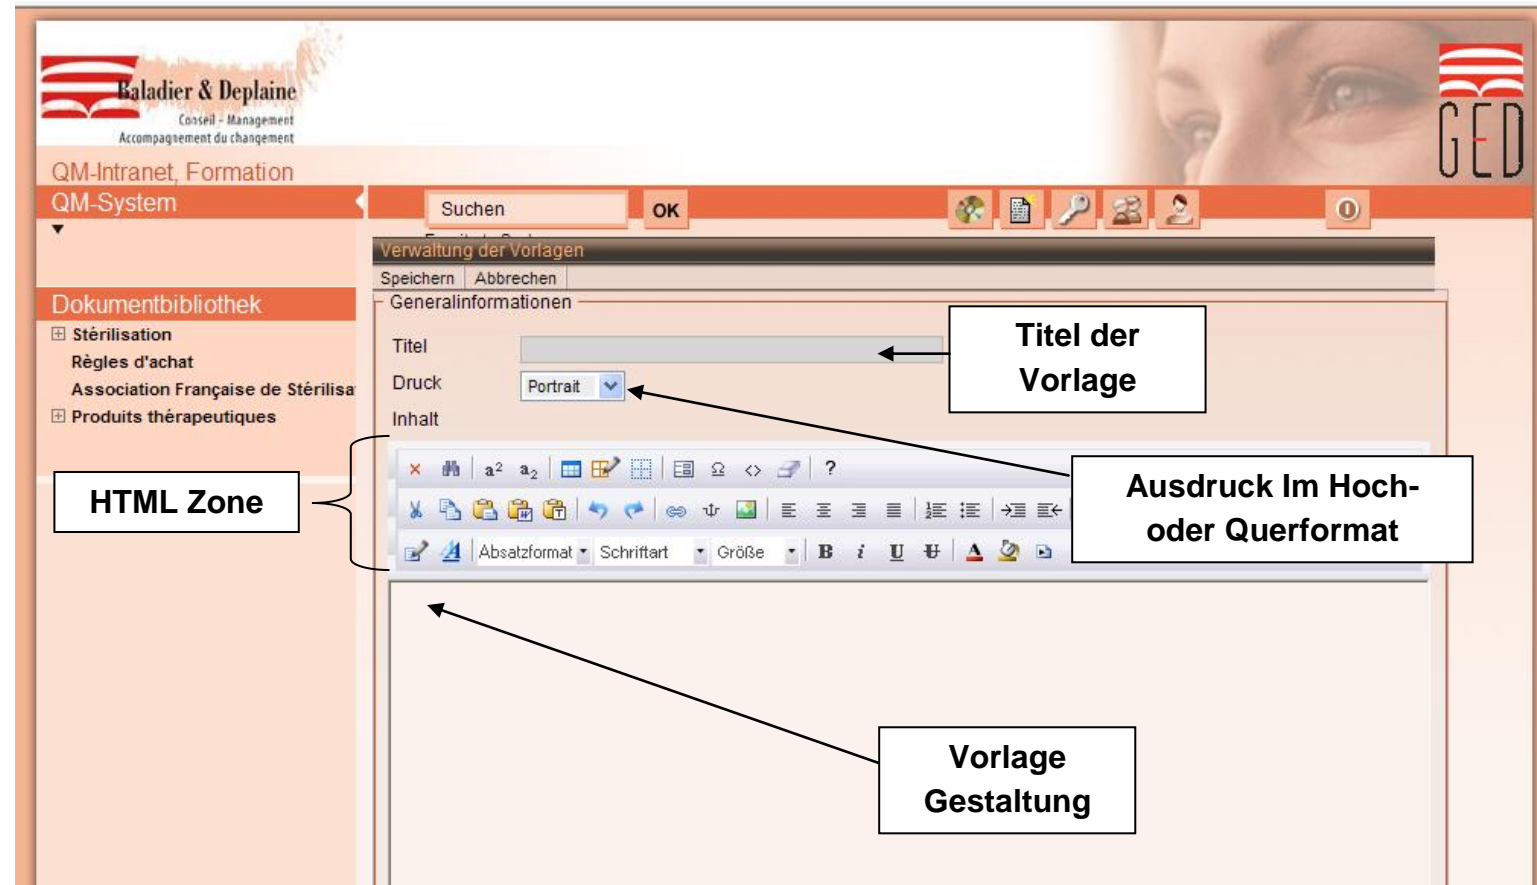 Baladier & Deplaine
Conseil - Management
Accompagnement du changement
GED
QM-Intranet, Formation
QM-System
Suchen
OK
Verwaltung der Vorlagen
Speichern Abbrechen
Dokumentbibliothek
Generalinformationen
Stérilisation
Règles d'achat
Association Française de Stérilisa
Produits thérapeutiques
Titel
Titel der
Vorlage
Druck
Portrait
Inhalt
HTML Zone
a² a₂ Ω <> ?
Ausdruck Im Hoch-
oder Querformat
Absatzformat Schriftart Größe B i U U A
Vorlage
Gestaltung